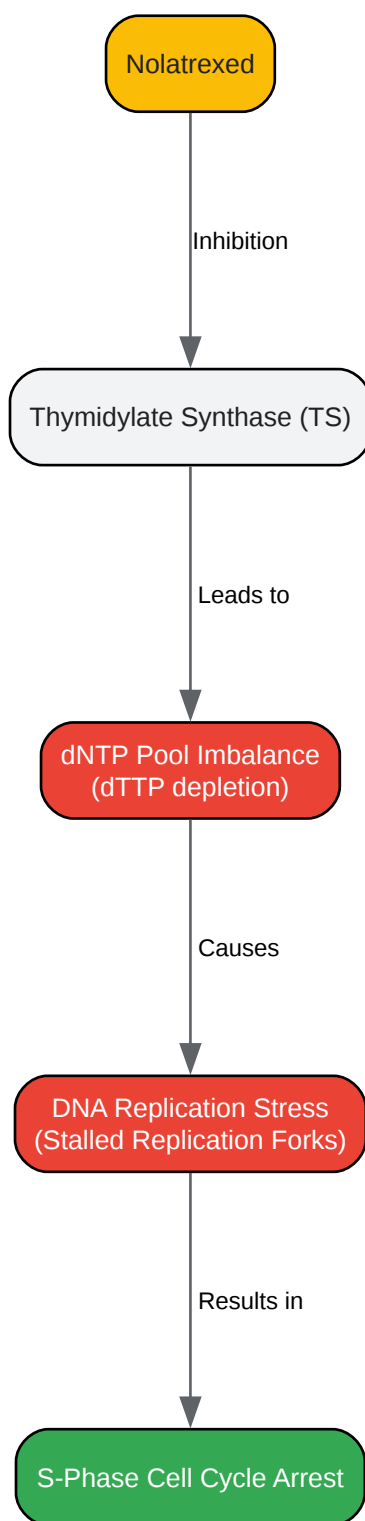 Nolatrexed
Inhibition
Thymidylate Synthase (TS)
Leads to
dNTP Pool Imbalance
(dTTP depletion)
Causes
DNA Replication Stress
(Stalled Replication Forks)
Results in
S-Phase Cell Cycle Arrest